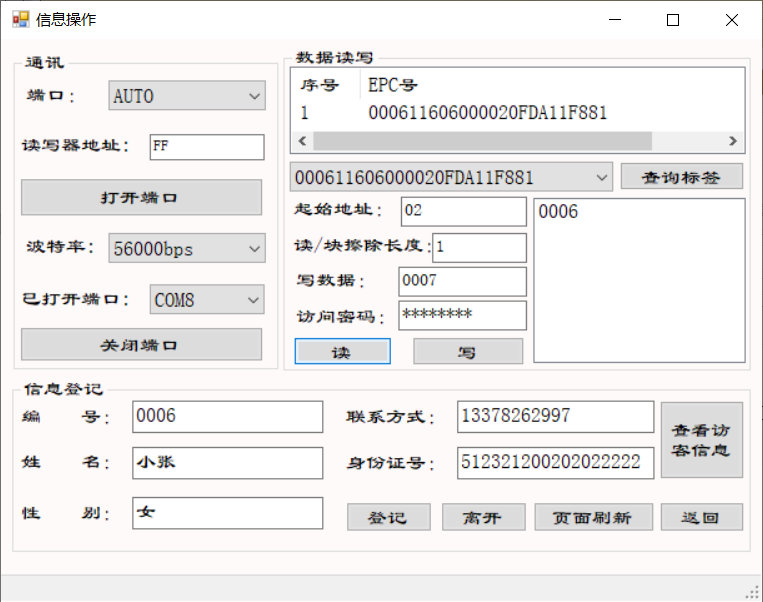 信息操作
通讯
端口： AUTO
读写器地址： FF
打开端口
波特率： 56000bps
已打开端口： COM8
关闭端口
数据读写
序号 EPC号
1 000611606000020FDA11F881
000611606000020FDA11F881 查询标签
起始地址： 02
读/块擦除长度： 1
写数据： 0007
访问密码： ********
读 写
0006
信息登记
编 号： 0006
联系方式： 13378262997
姓 名： 小张
身份证号： 512321200202022222
性 别： 女
查看访
客信息
登记 离开 页面刷新 返回